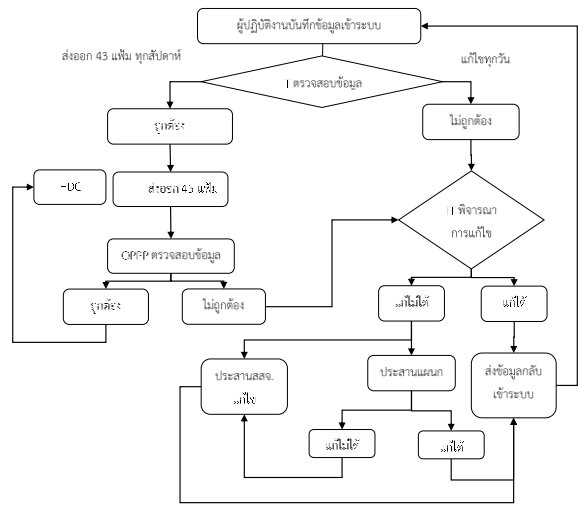 ผู้ปฏิบัติงานบันทึกข้อมูลเข้าระบบ
ส่งออก 43 แฟ้ม ทุกสัปดาห์
แก้ไขทุกวัน
IT ตรวจสอบข้อมูล
ถูกต้อง
ไม่ถูกต้อง
HDC
ส่งออก 43 แฟ้ม
IT พิจารณา
การแก้ไข
OPPP ตรวจสอบข้อมูล
ถูกต้อง
ไม่ถูกต้อง
แก้ไม่ได้
แก้ได้
ประสานสสจ.
แก้ไข
ประสานแผนก
ส่งข้อมูลกลับ
เข้าระบบ
แก้ไม่ได้
แก้ได้